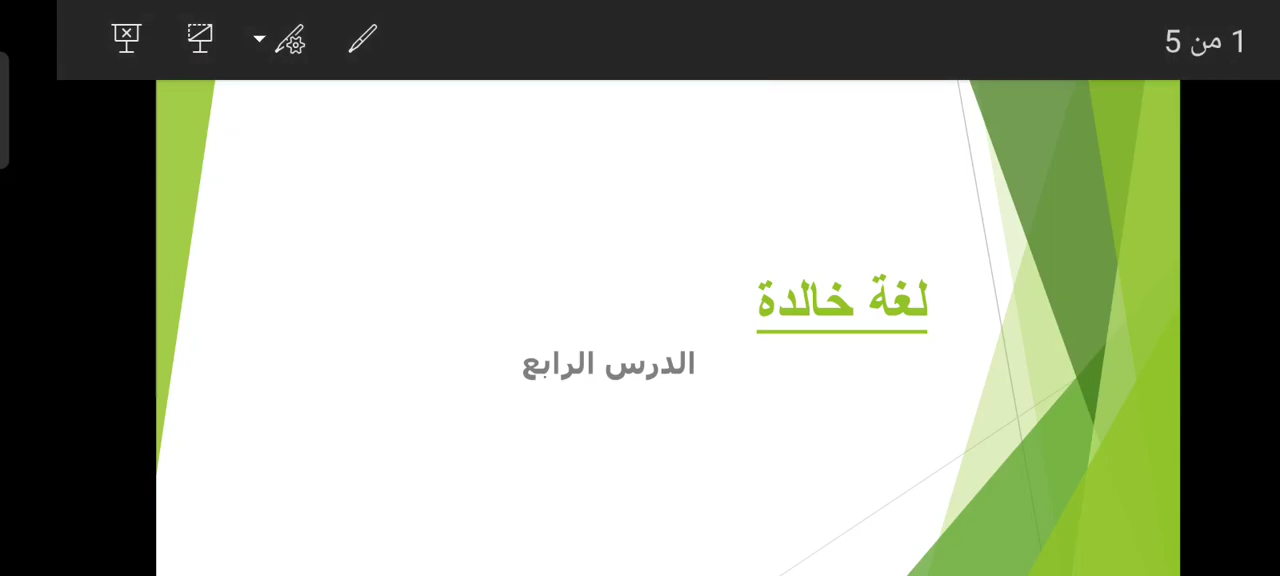 1 من 5
لغة خالدة
الدرس الرابع